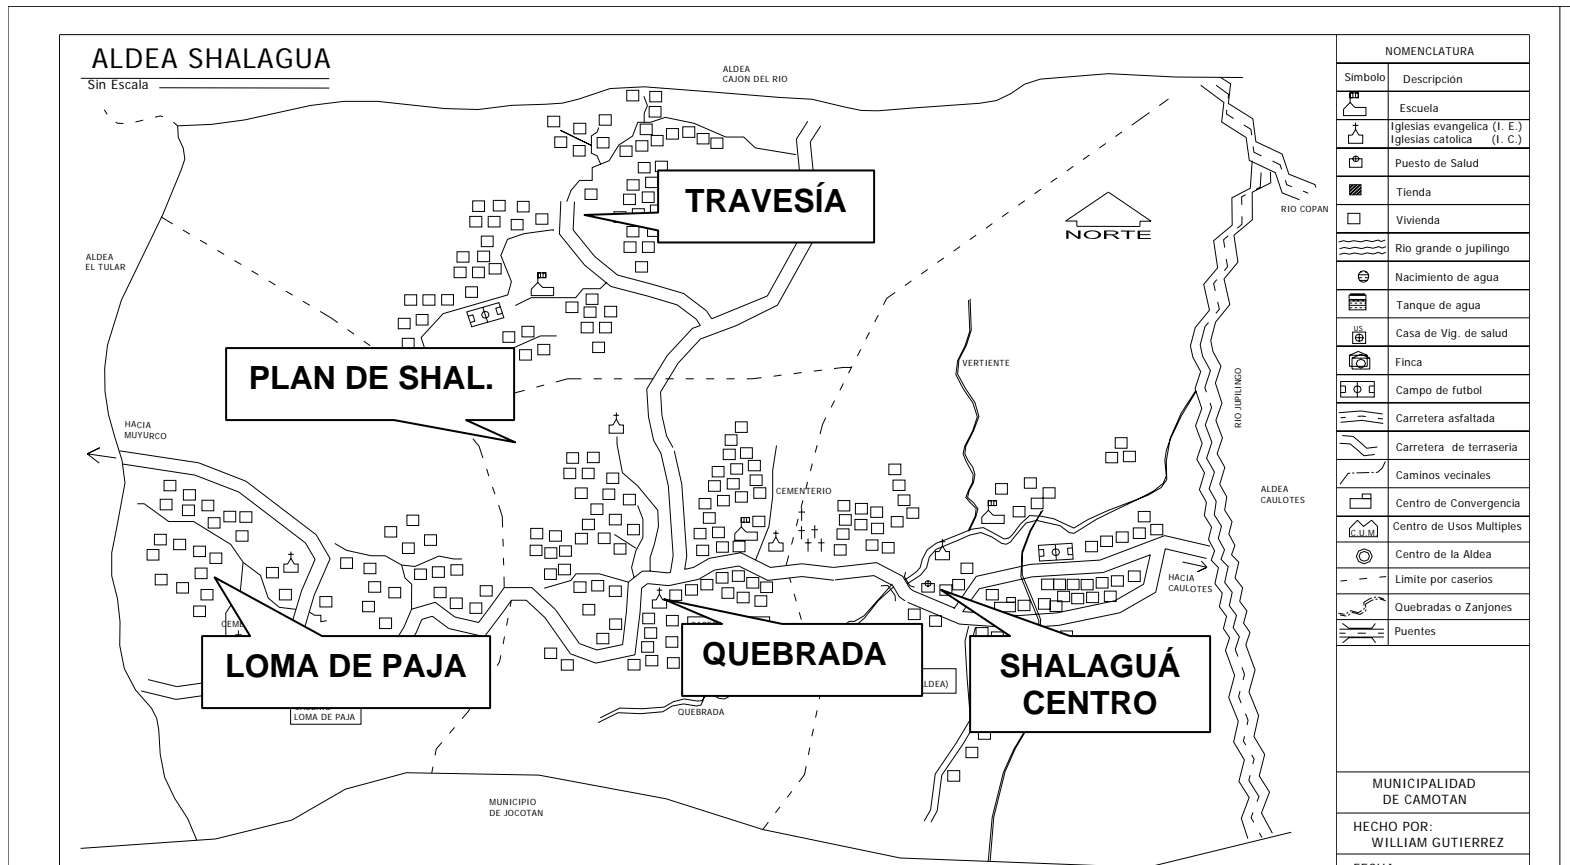 ALDEA SHALAGUA
Sin Escala
ALDEA
CAJON DEL RIO
TRAVESÍA
NORTE
RIO COPAN
ALDEA
EL TULAR
PLAN DE SHAL.
VERTIENTE
RIO JUPILINGO
HACIA
MUYURCO
CEMENTERIO
ALDEA
CAULOTES
HACIA
CAULOTES
LOMA DE PAJA
QUEBRADA
SHALAGUÁ
CENTRO
LDEA)
LOMA DE PAJA
QUEBRADA
MUNICIPIO
DE JOCOTAN
NOMENCLATURA
Símbolo Descripción
Escuela
Iglesias evangelica (I. E.)
Iglesias catolica (I. C.)
Puesto de Salud
Tienda
Vivienda
Rio grande o jupilingo
Nacimiento de agua
Tanque de agua
US
Casa de Vig. de salud
Finca
Campo de futbol
Carretera asfaltada
Carretera de terraseria
Caminos vecinales
Centro de Convergencia
C.U.M
Centro de Usos Multiples
Centro de la Aldea
Limite por caserios
Quebradas o Zanjones
Puentes
MUNICIPALIDAD
DE CAMOTAN
HECHO POR:
WILLIAM GUTIERREZ